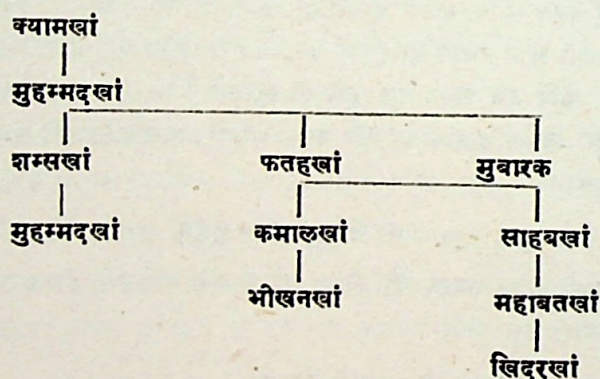 क्यामखां
मुहम्मदखां
शम्सखां फतहखां मुबारक
मुहम्मदखां कमालखां साहबखां
भीखनखां महाबतखां
खिदरखां